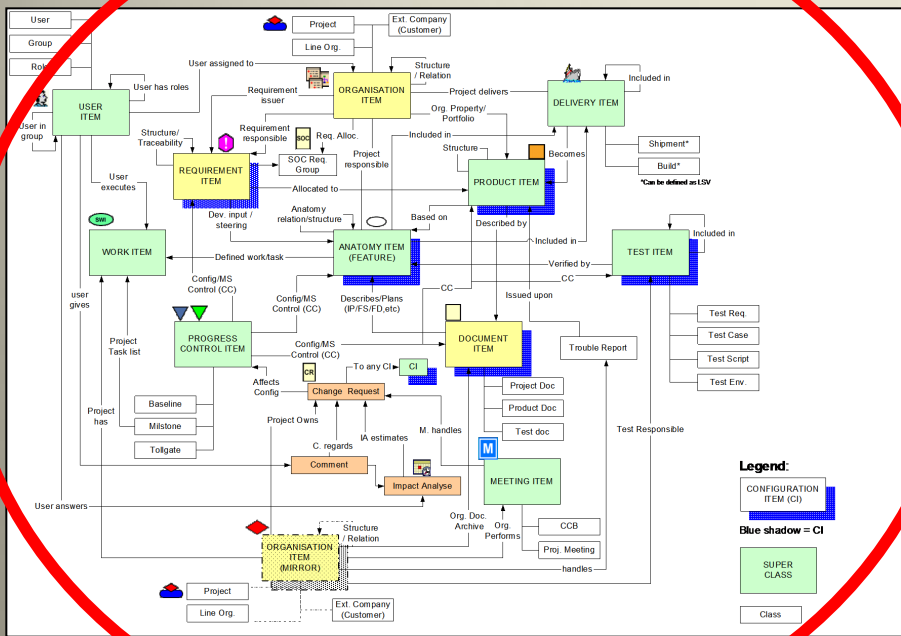 User
Group
Rol
Project
Line Org.
Ext. Company
(Customer)
User assigned to
User has roles
USER
ITEM
User in
group
Requirement
issuer
ORGANISATION
ITEM
Structure
/ Relation
Project delivers
DELIVERY ITEM
Included in
Org. Property/
Portfolio
Structure/
Traceability
Requirement
responsible
SOC
Req. Alloc.
Included in
Structure
Becomes
Shipment*
Build*
*Can be defined as LSV
REQUIREMENT
ITEM
SOC Req.
Group
Project
responsible
PRODUCT ITEM
User
executes
Allocated to
Anatomy
relation/structure
Based on
Described by
Dev. input /
steering
SWI
WORK ITEM
Defined work/task
ANATOMY ITEM
(FEATURE)
Included in
Verified by
TEST ITEM
Included in
CC
CC
Config/MS
Control (CC)
Config/MS
Control (CC)
Describes/Plans
(IP/FS/FD,etc)
Issued upon
user
gives
Project
Task list
PROGRESS
CONTROL ITEM
Config/MS
Control (CC)
DOCUMENT
ITEM
Trouble Report
Test Req.
Test Case
Test Script
Test Env.
CR
To any CI
CI
Affects
Config
Change Request
Project Doc
Product Doc
Test doc
Baseline
Milstone
Tollgate
Project
has
Project Owns
C. regards
IA estimates
M. handles
Test Responsible
M
Comment
Impact Analyse
MEETING ITEM
User answers
Org. Doc.
Archive
Org.
Performs
CCB
Proj. Meeting
Structure
/ Relation
ORGANISATION
ITEM
(MIRROR)
handles
Project
Line Org.
Ext. Company
(Customer)
Legend:
CONFIGURATION
ITEM (CI)
Blue shadow = CI
SUPER
CLASS
Class